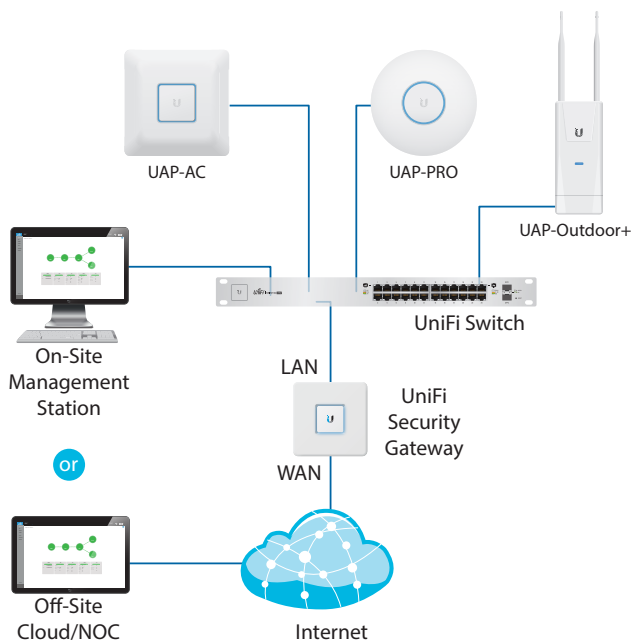 UAP-AC
UAP-PRO
UAP-Outdoor+
UniFi Switch
On-Site
Management
Station
LAN
UniFi
Security
Gateway
or
WAN
Off-Site
Cloud/NOC
Internet